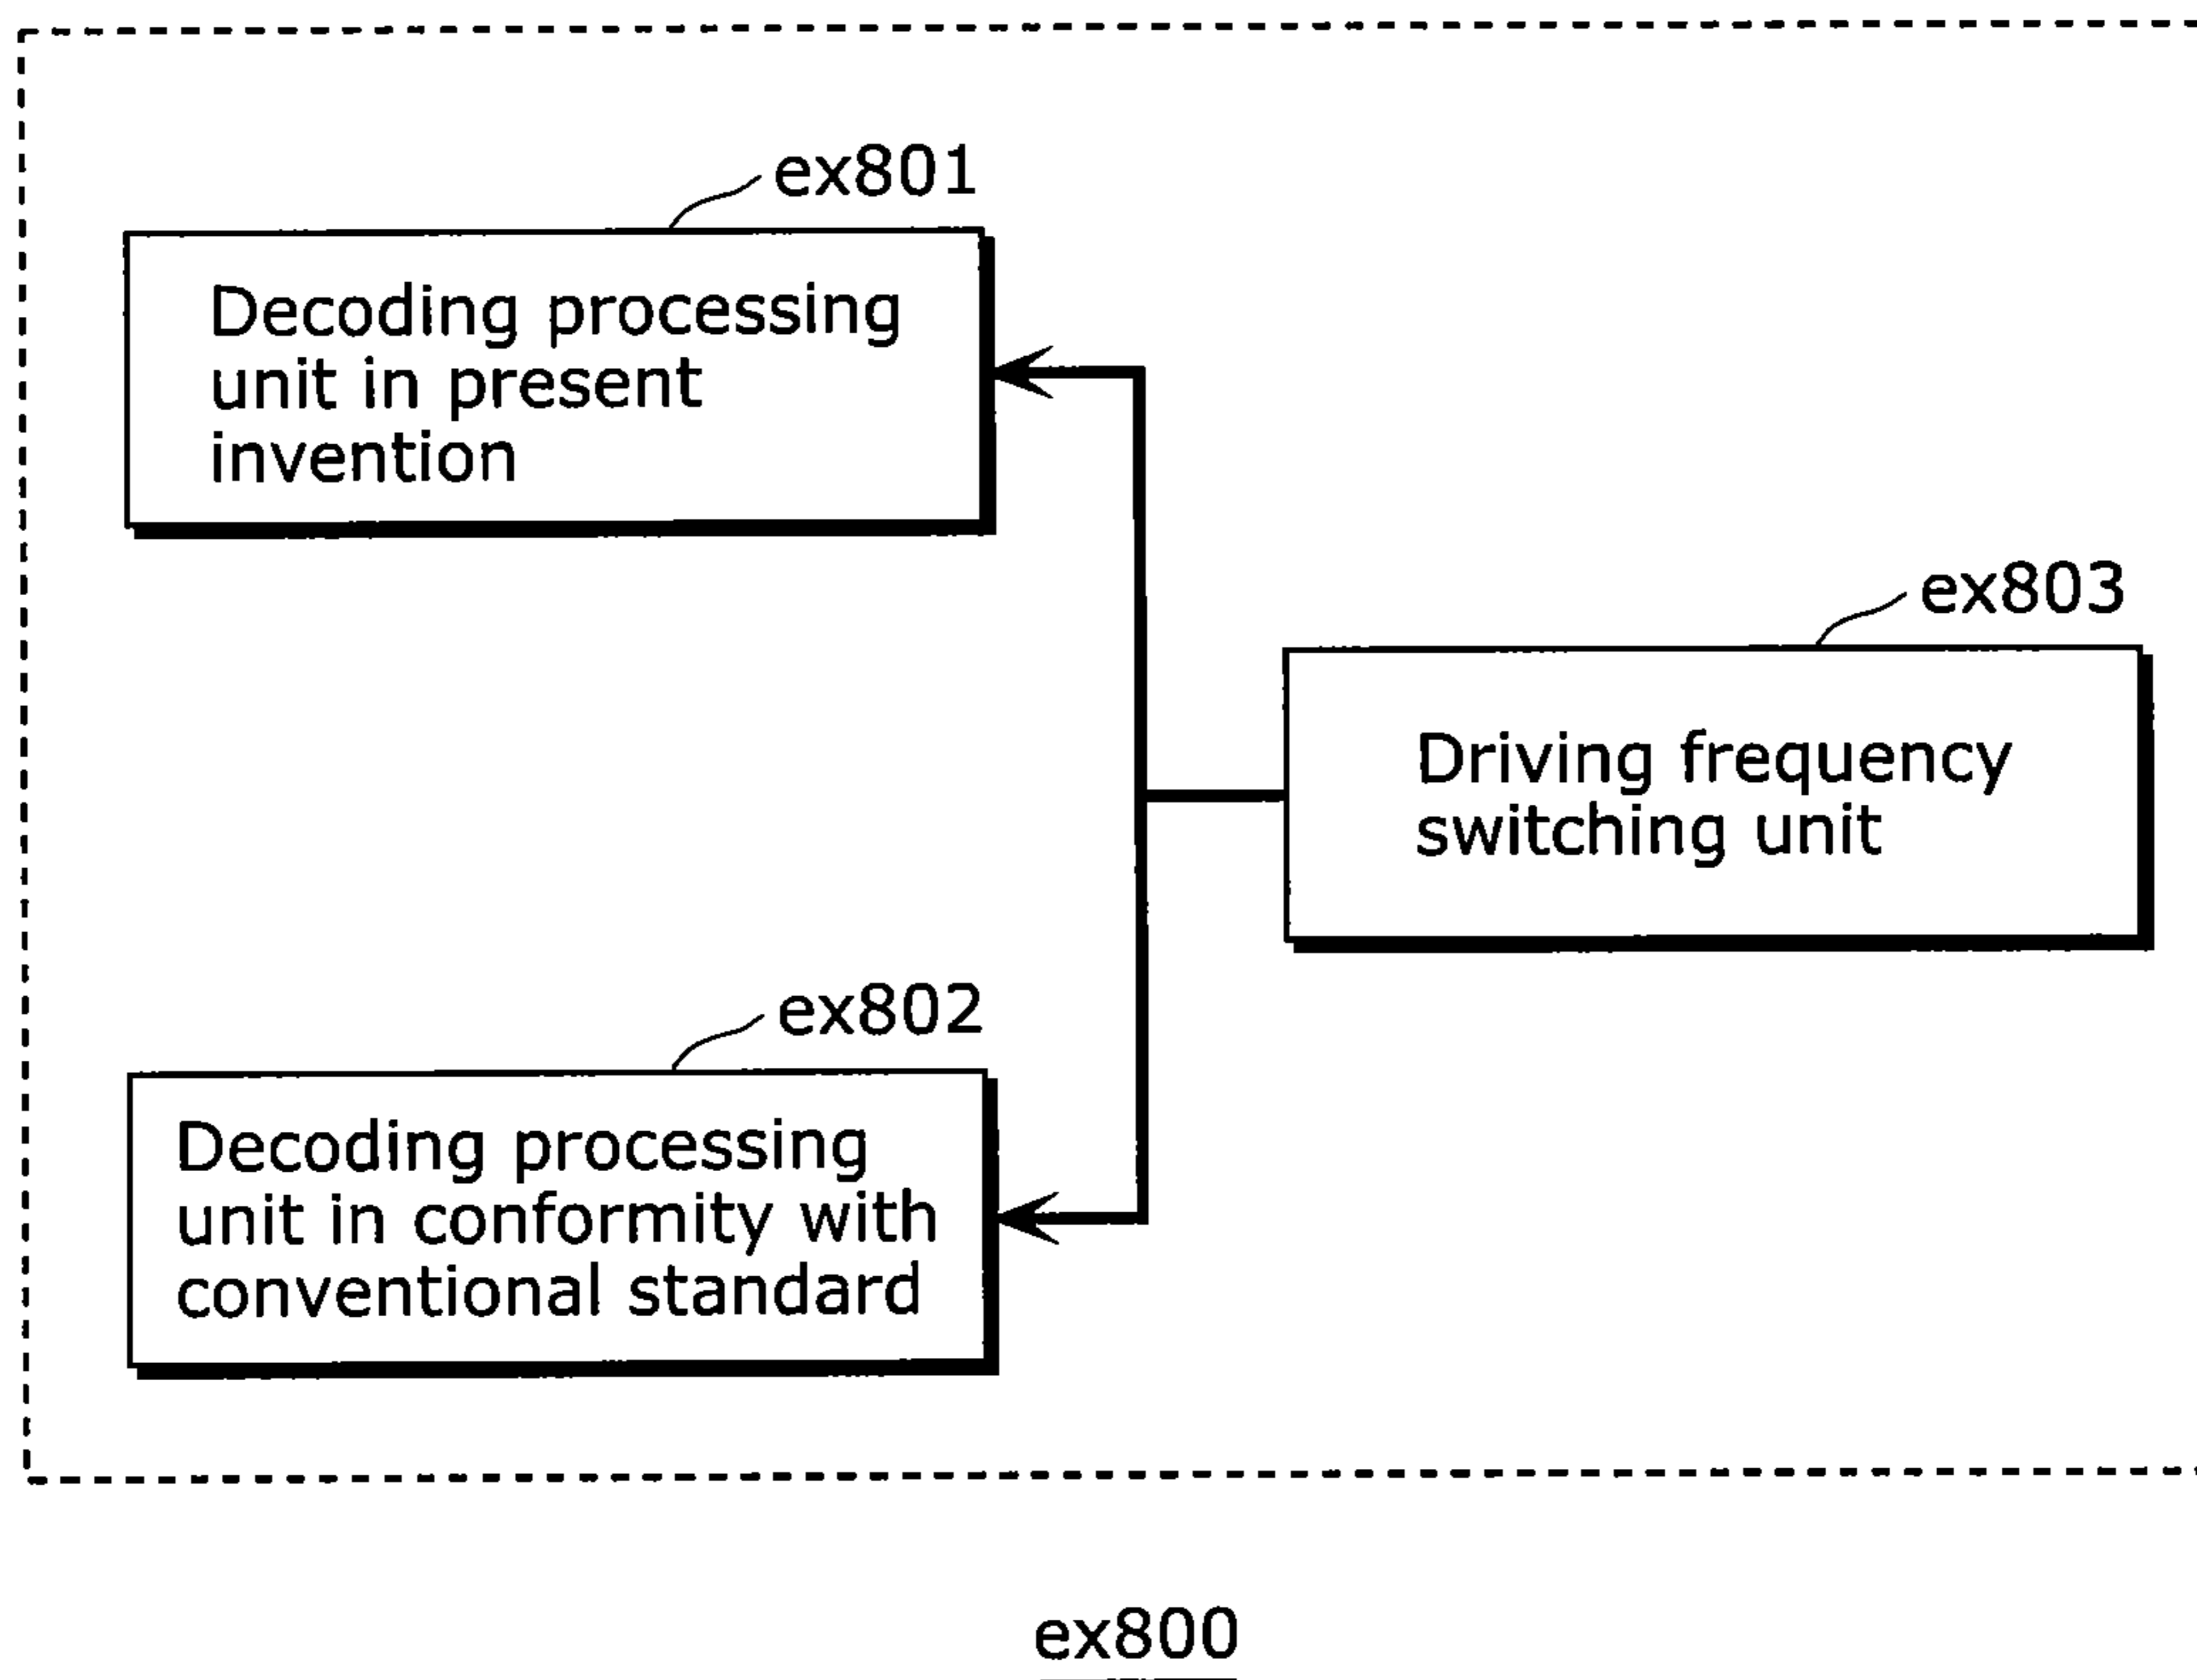 ex801
Decoding processing
unit in present
invention
ex803
Driving frequency
switching unit
ex802
Decoding processing
unit in conformity with
conventional standard
ex800